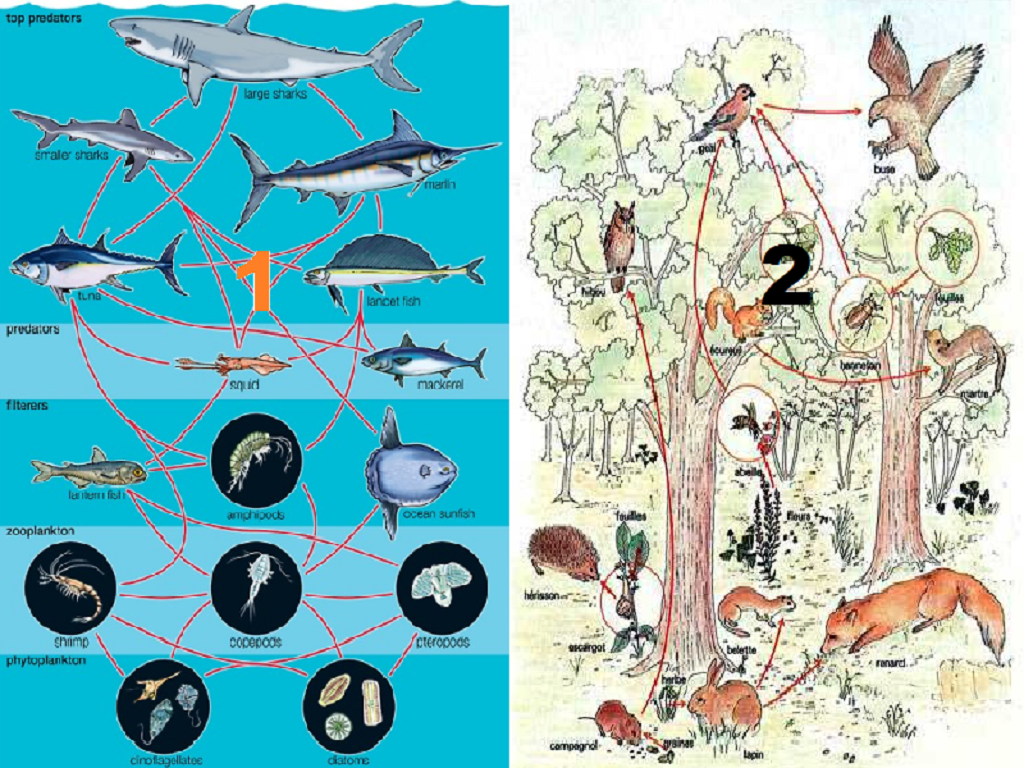 top predators
large sharks
smaller sharks
marlin
tuna
1
lancet fish
predators
squid
mackerel
filterers
lantern fish
amphipods
ocean sunfish
zooplankton
shrimp
copepods
pteropods
phytoplankton
dinoflagellates
diatoms
geai
buse
2
hibou
feuilles
écureuil
hanneton
martre
abeille
feuilles
fleurs
hérisson
escargot
belette
renard
herbe
campagnol
graines
lapin